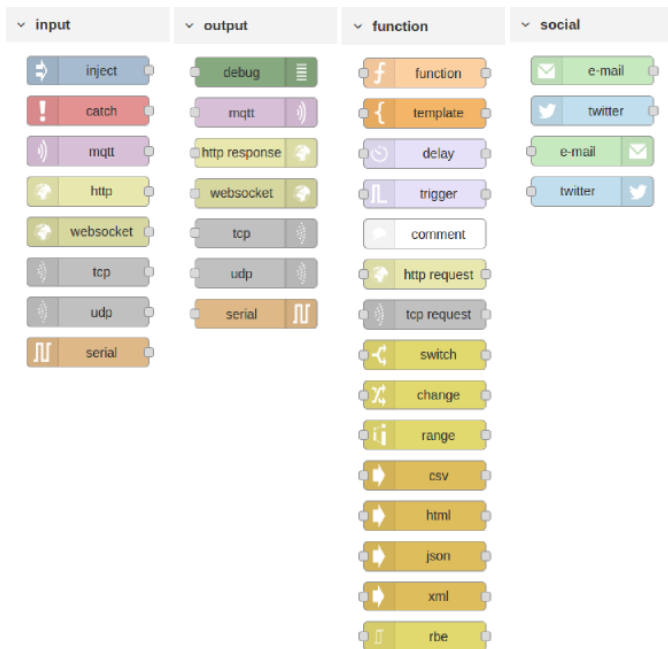 input
inject
catch
mqtt
http
websocket
tcp
udp
serial
output
debug
mqtt
http response
websocket
tcp
udp
serial
function
function
template
delay
trigger
comment
http request
tcp request
switch
change
range
csv
html
json
xml
rbe
social
e-mail
twitter
e-mail
twitter